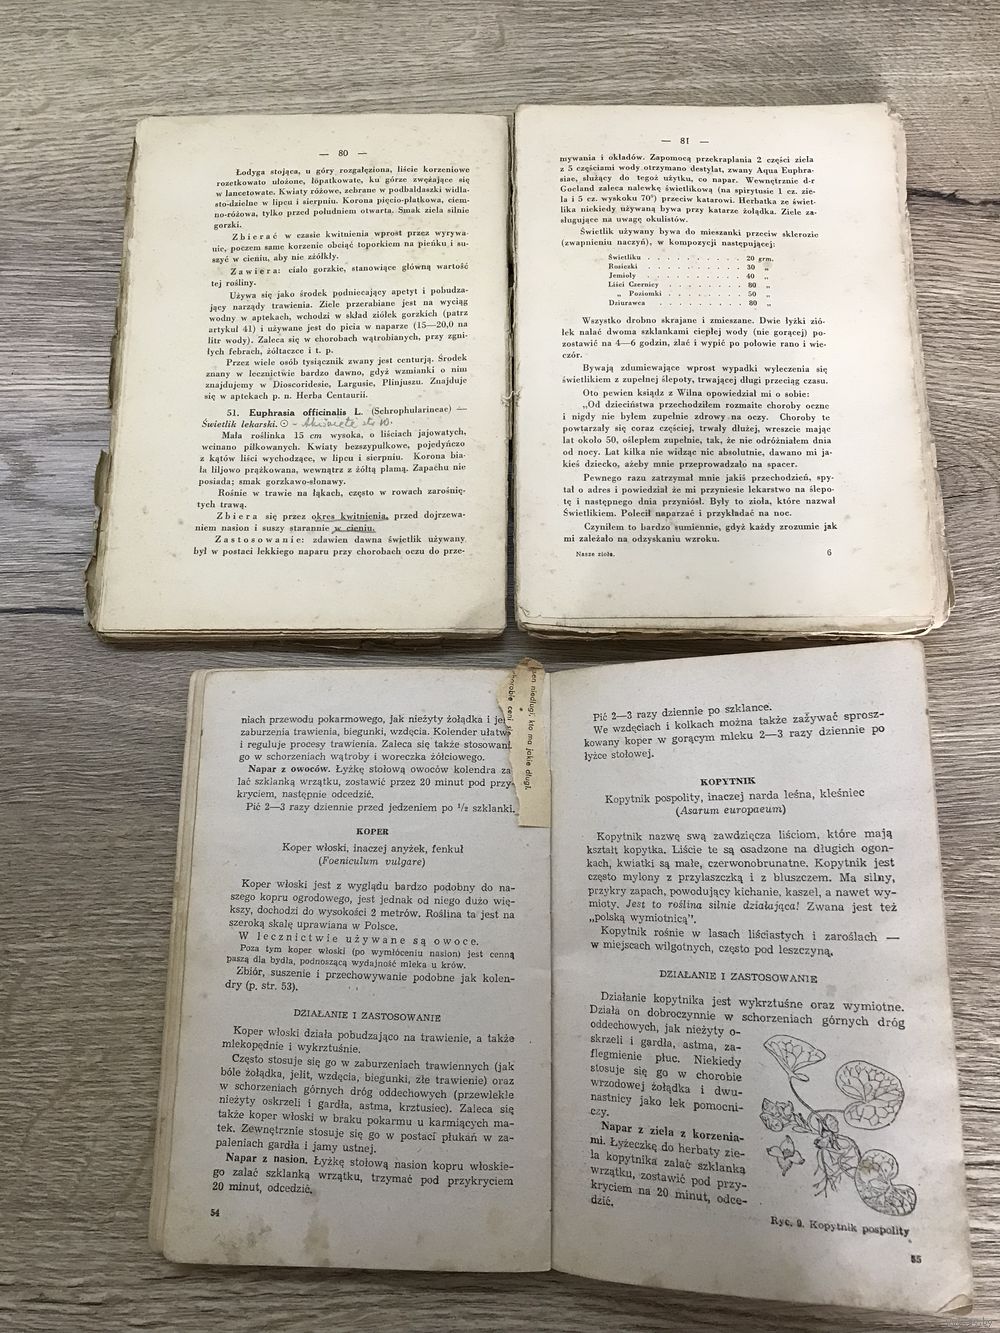 — 80 —
Łodyga stojąca, u góry rozgałęziona, liście korzeniowe
rozetkowato ułożone, łopatkowate, ku górze zwężające się
w lancetowate. Kwiaty różowe, zebrane w podbaldaszki widla-
sto-dzielne w lipcu i sierpniu. Korona pięcio-płatkowa, ciem-
no-różowa, tylko przed południem otwarta. Smak ziela silnie
gorzki.
Zbierać w czasie kwitnienia wprost przez wyrywa-
nie, poczem same korzenie obciąć toporkiem na pieńku i su-
szyć w cieniu, aby nie zżółkły.
Zawiera: ciało gorzkie, stanowiące główną wartość
tej rośliny.
Używa się jako środek podniecający apetyt i pobudza-
jący narządy trawienia. Ziele przerabiane jest na wyciąg
wodny w aptekach, wchodzi w skład ziółek gorzkich (patrz
artykuł 41) i używane jest do picia w naparze (15—20,0 na
litr wody). Zaleca się w chorobach wątrobianych, przy zgni-
łych febrach, żółtaczce i t. p.
Przez wiele osób tysiącznik zwany jest centurją. Środek
znany w lecznictwie bardzo dawno, gdyż wzmianki o nim
znajdujemy w Dioscoridesie, Largusie, Plinjuszu. Znajduje
się w aptekach p. n. Herba Centaurii.
51. Euphrasia officinalis L. (Schrophularineae) —
Świetlik lekarski. ⊙ –
Mała roślinka 15 cm wysoka, o liściach jajowatych,
wcinano piłkowanych. Kwiaty bezszypułkowe, pojedyńczo
z kątów liści wychodzące, w lipcu i sierpniu. Korona bia-
ła liljowo prążkowana, wewnątrz z żółtą plamą. Zapachu nie
posiada; smak gorzkawo-słonawy.
Rośnie w trawie na łąkach, często w rowach zarośnię-
tych trawą.
Zbiera się przez okres kwitnienia, przed dojrzewa-
niem nasion i suszy starannie w cieniu.
Zastosowanie: zdawien dawna świetlik używany
był w postaci lekkiego naparu przy chorobach oczu do prze-
— 81 —
mywania i okładów. Zapomocą przekraplania 2 części ziela
z 5 częściami wody otrzymano destylat, zwany Aqua Euphra-
siae, służący do tegoż użytku, co napar. Wewnętrznie d-r
Gocland zaleca nalewkę świetlikową (na spirytusie 1 cz. zie-
la i 5 cz. wyskoku 70°) przeciw katarowi. Herbatka ze świet-
lika niekiedy używaną bywa przy katarze żołądka. Ziele za-
sługujące na uwagę okulistów.
Świetlik używany bywa do mieszanki przeciw sklerozie
(zwapnieniu naczyń), w kompozycji następującej:
Świetliku . . . . . . . . . . 20 grm.
Rosiczki . . . . . . . . . . 30 „
Jemioły . . . . . . . . . . 40 „
Liści Czernicy . . . . . . . . 80 „
„ Poziomki . . . . . . . . 50 „
Dziurawca . . . . . . . . . 80 „
Wszystko drobno skrajane i zmieszane. Dwie łyżki zió-
łek nalać dwoma szklankami ciepłej wody (nie gorącej) po-
zostawić na 4—6 godzin, zlać i wypić po połowie rano i wie-
czór.
Bywają zdumiewające wprost wypadki wyleczenia się
świetlikiem z zupełnej ślepoty, trwającej długi przeciąg czasu.
Oto pewien ksiądz z Wilna opowiedział mi o sobie:
„Od dzieciństwa przechodziłem rozmaite choroby oczne
i nigdy nie byłem zupełnie zdrowy na oczy. Choroby te
powtarzały się coraz częściej, trwały dłużej, wreszcie mając
lat około 50, oślepłem zupełnie, tak, że nie odróżniałem dnia
od nocy. Lat kilka nie widząc nic absolutnie, dawano mi ja-
kieś dziecko, ażeby mnie przeprowadzało na spacer.
Pewnego razu zatrzymał mnie jakiś przechodzień, spy-
tał o adres i powiedział że mi przyniesie lekarstwo na ślepo-
tę i następnego dnia przyniósł. Były to zioła, które nazwał
Świetlikiem. Polecił naparzać i przykładać na noc.
Czyniłem to bardzo sumiennie, gdyż każdy zrozumie jak
mi zależało na odzyskaniu wzroku.
Nasze zioła. 6
niach przewodu pokarmowego, jak nieżyty żołądka i jel
zaburzenia trawienia, biegunki, wzdęcia. Kolender ułatw
i reguluje procesy trawienia. Zaleca się także stosowani
go w schorzeniach wątroby i woreczka żółciowego.
Napar z owoców. Łyżkę stołową owoców kolendra za-
lać szklanką wrzątku, zostawić przez 20 minut pod przy-
kryciem, następnie odcedzić.
Pić 2—3 razy dziennie przed jedzeniem po ½ szklanki.
KOPER
Koper włoski, inaczej anyżek, fenkuł
(Foeniculum vulgare)
Koper włoski jest z wyglądu bardzo podobny do na-
szego kopru ogrodowego, jest jednak od niego dużo wię-
kszy, dochodzi do wysokości 2 metrów. Roślina ta jest na
szeroką skalę uprawiana w Polsce.
W lecznictwie używane są owoce.
Poza tym koper włoski (po wymłóceniu nasion) jest cenną
paszą dla bydła, podnoszącą wydajność mleka u krów.
Zbiór, suszenie i przechowywanie podobne jak kolen-
dry (p. str. 53).
DZIAŁANIE I ZASTOSOWANIE
Koper włoski działa pobudzająco na trawienie, a także
mlekopędnie i wykrztuśnie.
Często stosuje się go w zaburzeniach trawiennych (jak
bóle żołądka, jelit, wzdęcia, biegunki, złe trawienie) oraz
w schorzeniach górnych dróg oddechowych (przewlekłe
nieżyty oskrzeli i gardła, astma, krztusiec). Zaleca się
także koper włoski w braku pokarmu u karmiących ma-
tek. Zewnętrznie stosuje się go w postaci płukań w za-
paleniach gardła i jamy ustnej.
Napar z nasion. Łyżkę stołową nasion kopru włoskie-
go zalać szklanką wrzątku, trzymać pod przykryciem
20 minut, odcedzić.
54
sen niedługi, kto ma jakie długi.
Pić 2—3 razy dziennie po szklance.
We wzdęciach i kolkach można także zażywać sprosz-
kowany koper w gorącym mleku 2—3 razy dziennie po
łyżce stołowej.
KOPYTNIK
Kopytnik pospolity, inaczej narda leśna, kleśniec
(Asarum europaeum)
Kopytnik nazwę swą zawdzięcza liściom, które mają
kształt kopytka. Liście te są osadzone na długich ogon-
kach, kwiatki są małe, czerwonobrunatne. Kopytnik jest
często mylony z przylaszczką i z bluszczem. Ma silny,
przykry zapach, powodujący kichanie, kaszel, a nawet wy-
mioty. Jest to roślina silnie działająca! Zwana jest też
„polską wymiotnicą”.
Kopytnik rośnie w lasach liściastych i zaroślach —
w miejscach wilgotnych, często pod leszczyną.
DZIAŁANIE I ZASTOSOWANIE
Działanie kopytnika jest wykrztuśne oraz wymiotne.
Działa on dobroczynnie w schorzeniach górnych dróg
oddechowych, jak nieżyty o-
skrzeli i gardła, astma, za-
flegmienie płuc. Niekiedy
stosuje się go w chorobie
wrzodowej żołądka i dwu-
nastnicy jako lek pomocni-
czy.
Napar z ziela z korzenia-
mi. Łyżeczkę do herbaty zie-
la kopytnika zalać szklanką
wrzątku, zostawić pod przy-
kryciem na 20 minut, odce-
dzić.
Ryc. 9. Kopytnik pospolity
55